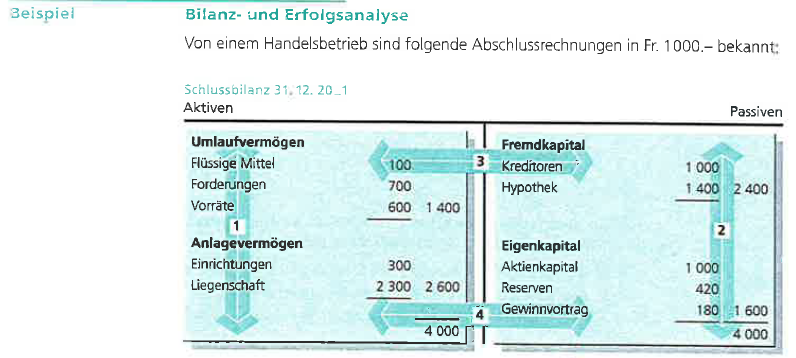 Beispiel
Bilanz- und Erfolgsanalyse
Von einem Handelsbetrieb sind folgende Abschlussrechnungen in Fr. 1000.– bekannt:
Schlussbilanz 31. 12. 20_1
Aktiven Passiven
Umlaufvermögen Fremdkapital
Flüssige Mittel 100 3 Kreditoren 1 000
Forderungen 700 Hypothek 1 400 2 400
Vorräte 600 1 400
1 2
Anlagevermögen Eigenkapital
Einrichtungen 300 Aktienkapital 1 000
Liegenschaft 2 300 2 600 Reserven 420
4 Gewinnvortrag 180 1 600
4 000 4 000